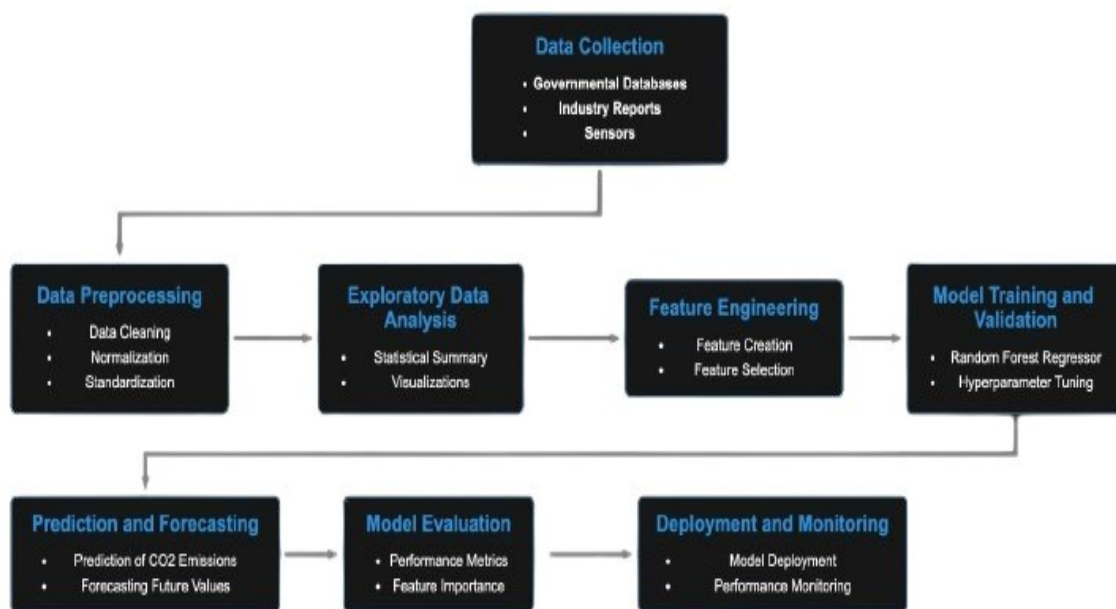 Data Collection
• Governmental Databases
• Industry Reports
• Sensors
Data Preprocessing
• Data Cleaning
• Normalization
• Standardization
Exploratory Data
Analysis
• Statistical Summary
• Visualizations
Feature Engineering
• Feature Creation
• Feature Selection
Model Training and
Validation
• Random Forest Regressor
• Hyperparameter Tuning
Prediction and Forecasting
• Prediction of CO2 Emissions
• Forecasting Future Values
Model Evaluation
• Performance Metrics
• Feature Importance
Deployment and Monitoring
• Model Deployment
• Performance Monitoring